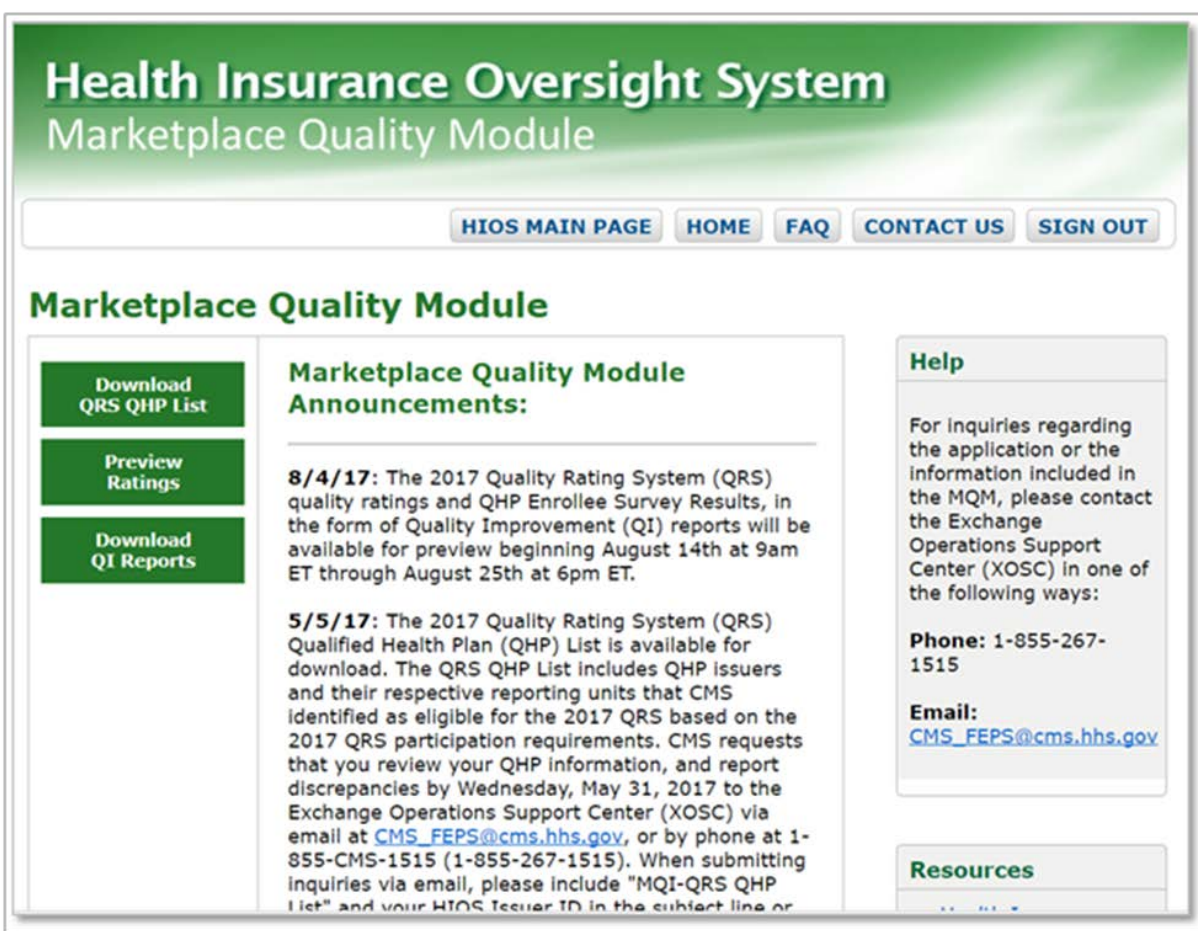 Health Insurance Oversight System
Marketplace Quality Module
HIOS MAIN PAGE HOME FAQ CONTACT US SIGN OUT
Marketplace Quality Module
Download
QRS QHP List
Preview
Ratings
Download
QI Reports
Marketplace Quality Module
Announcements:
8/4/17: The 2017 Quality Rating System (QRS)
quality ratings and QHP Enrollee Survey Results, in
the form of Quality Improvement (QI) reports will be
available for preview beginning August 14th at 9am
ET through August 25th at 6pm ET.
5/5/17: The 2017 Quality Rating System (QRS)
Qualified Health Plan (QHP) List is available for
download. The QRS QHP List includes QHP issuers
and their respective reporting units that CMS
identified as eligible for the 2017 QRS based on the
2017 QRS participation requirements. CMS requests
that you review your QHP information, and report
discrepancies by Wednesday, May 31, 2017 to the
Exchange Operations Support Center (XOSC) via
email at CMS_FEPS@cms.hhs.gov, or by phone at 1-
855-CMS-1515 (1-855-267-1515). When submitting
inquiries via email, please include "MQI-QRS QHP
List" and your HIOS Issuer ID in the subject line or
Help
For inquiries regarding
the application or the
information included in
the MQM, please contact
the Exchange
Operations Support
Center (XOSC) in one of
the following ways:
Phone: 1-855-267-
1515
Email:
CMS_FEPS@cms.hhs.gov
Resources